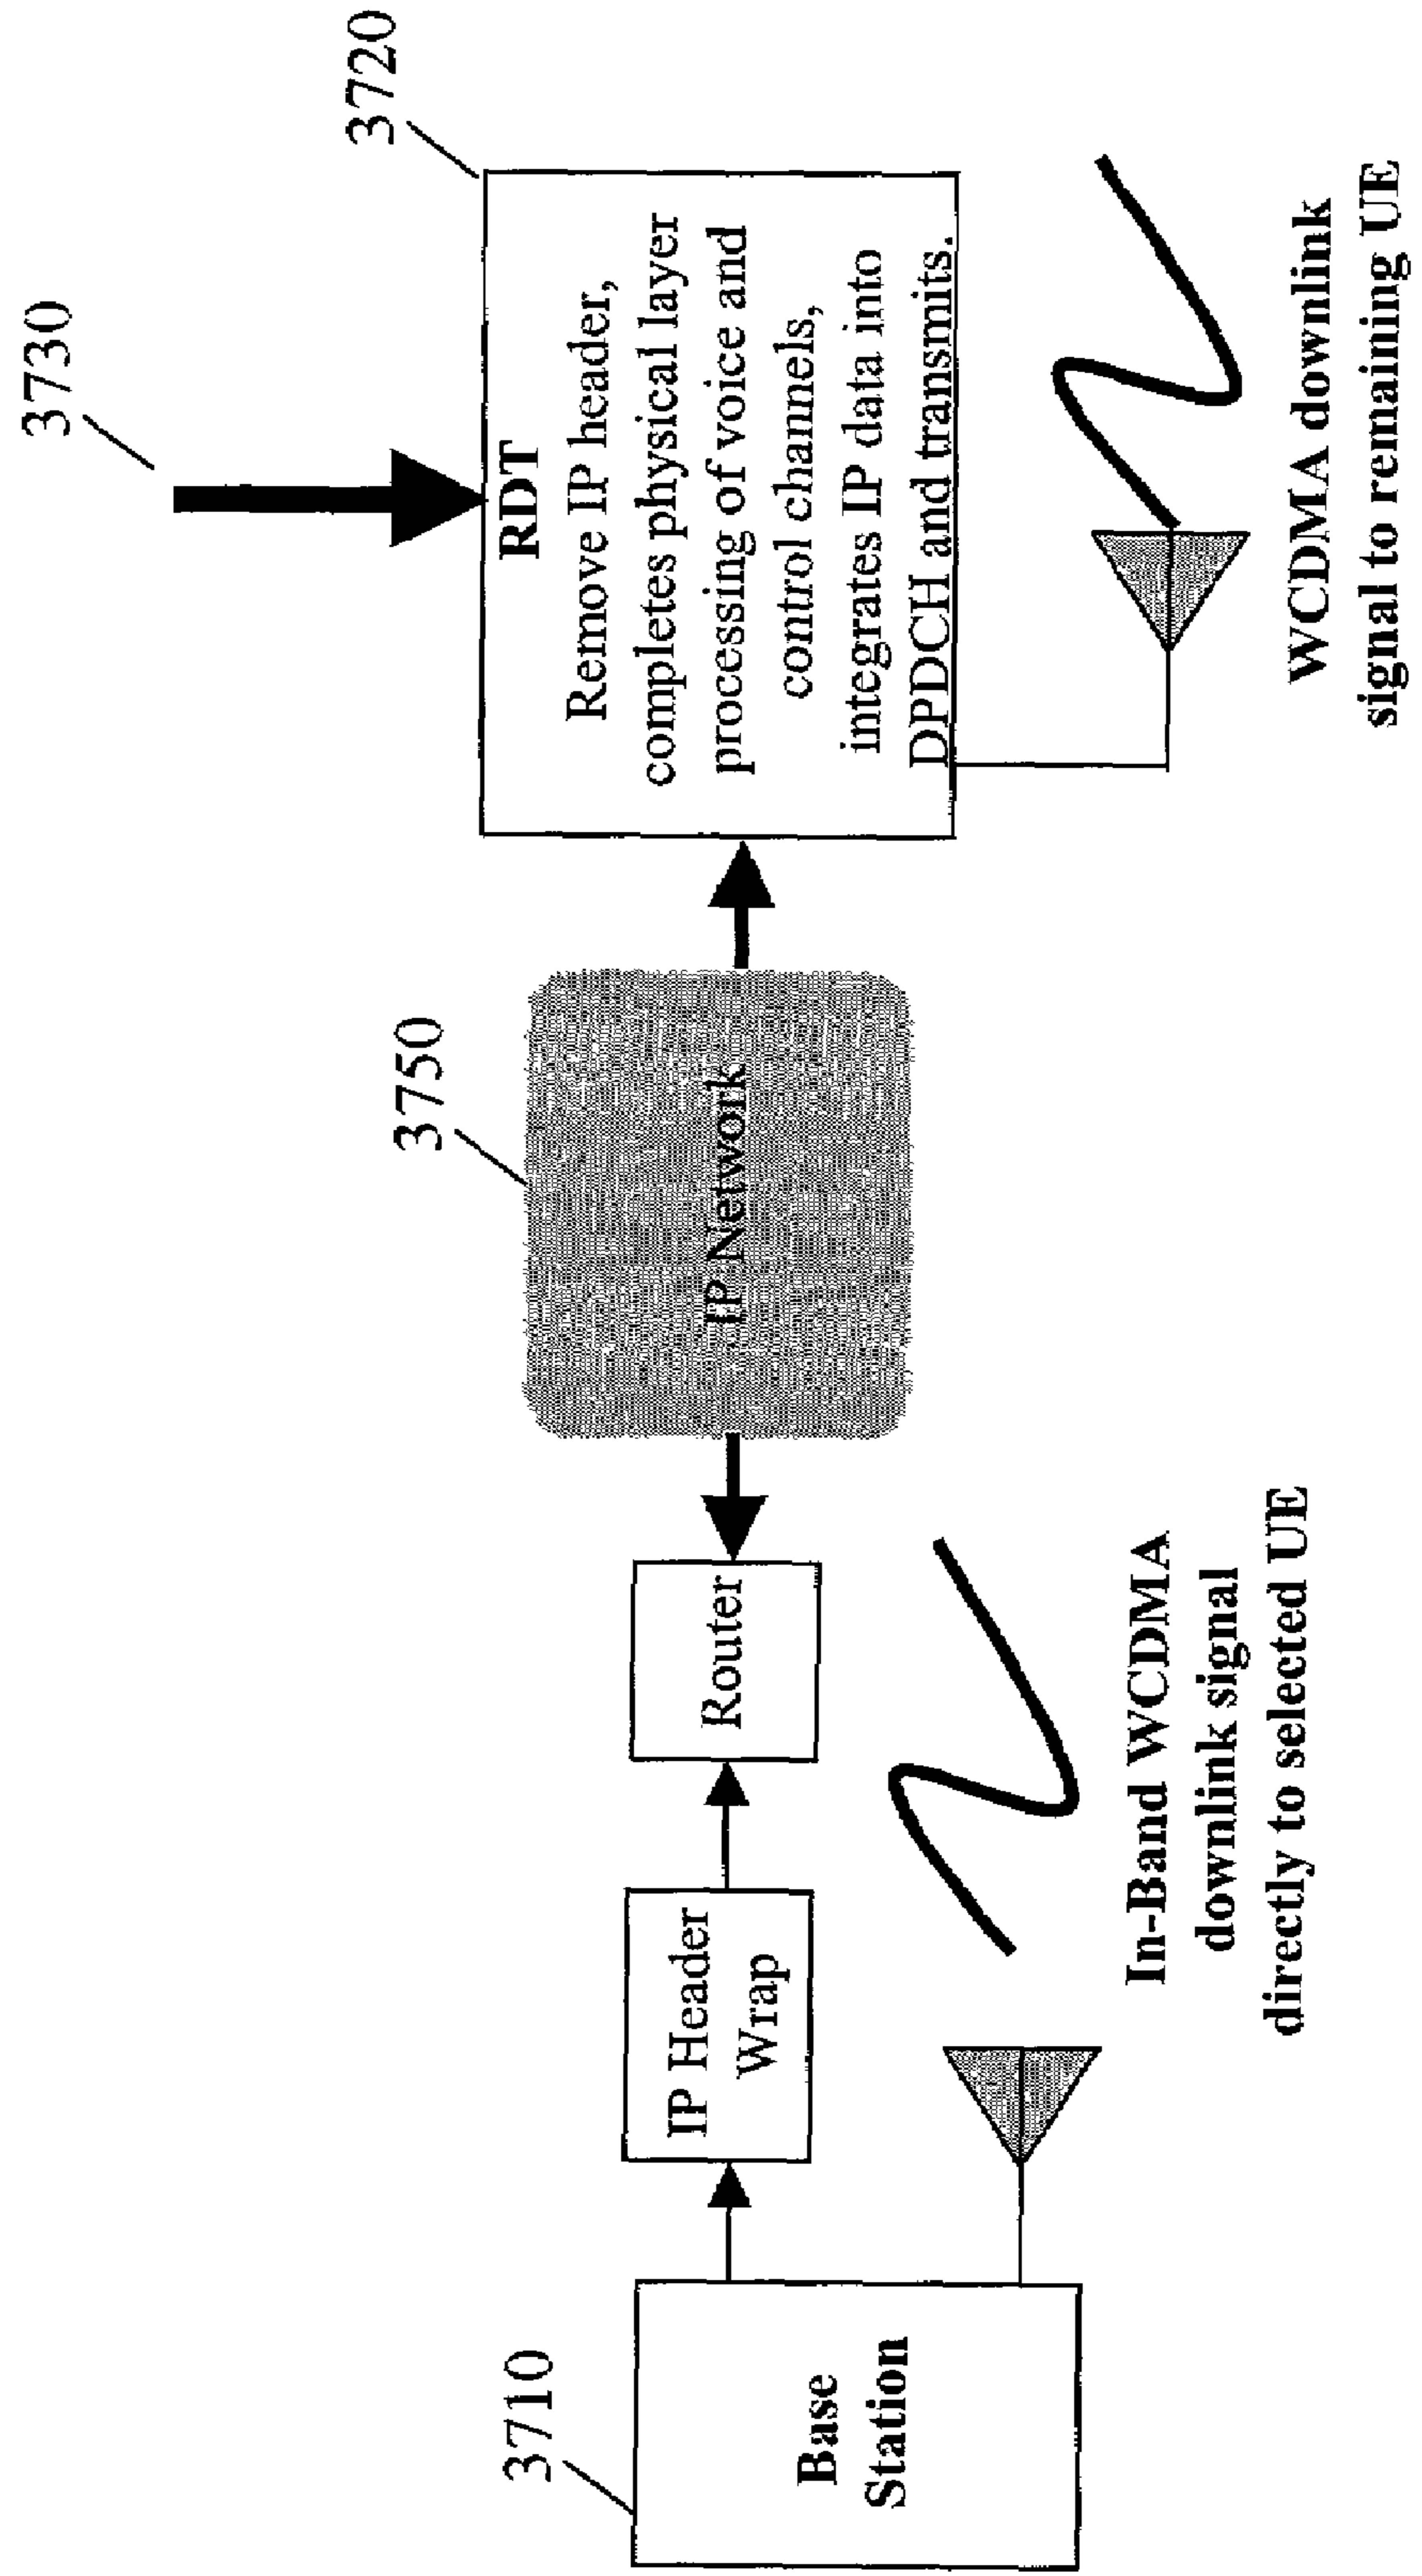 3730
3720
RDT
Remove IP header,
completes physical layer
processing of voice and
control channels,
integrates IP data into
DPDCH and transmits.
WCDMA downlink
signal to remaining UE
3750
IP Network
Router
IP Header
Wrap
In-Band WCDMA
downlink signal
directly to selected UE
3710
Base
Station